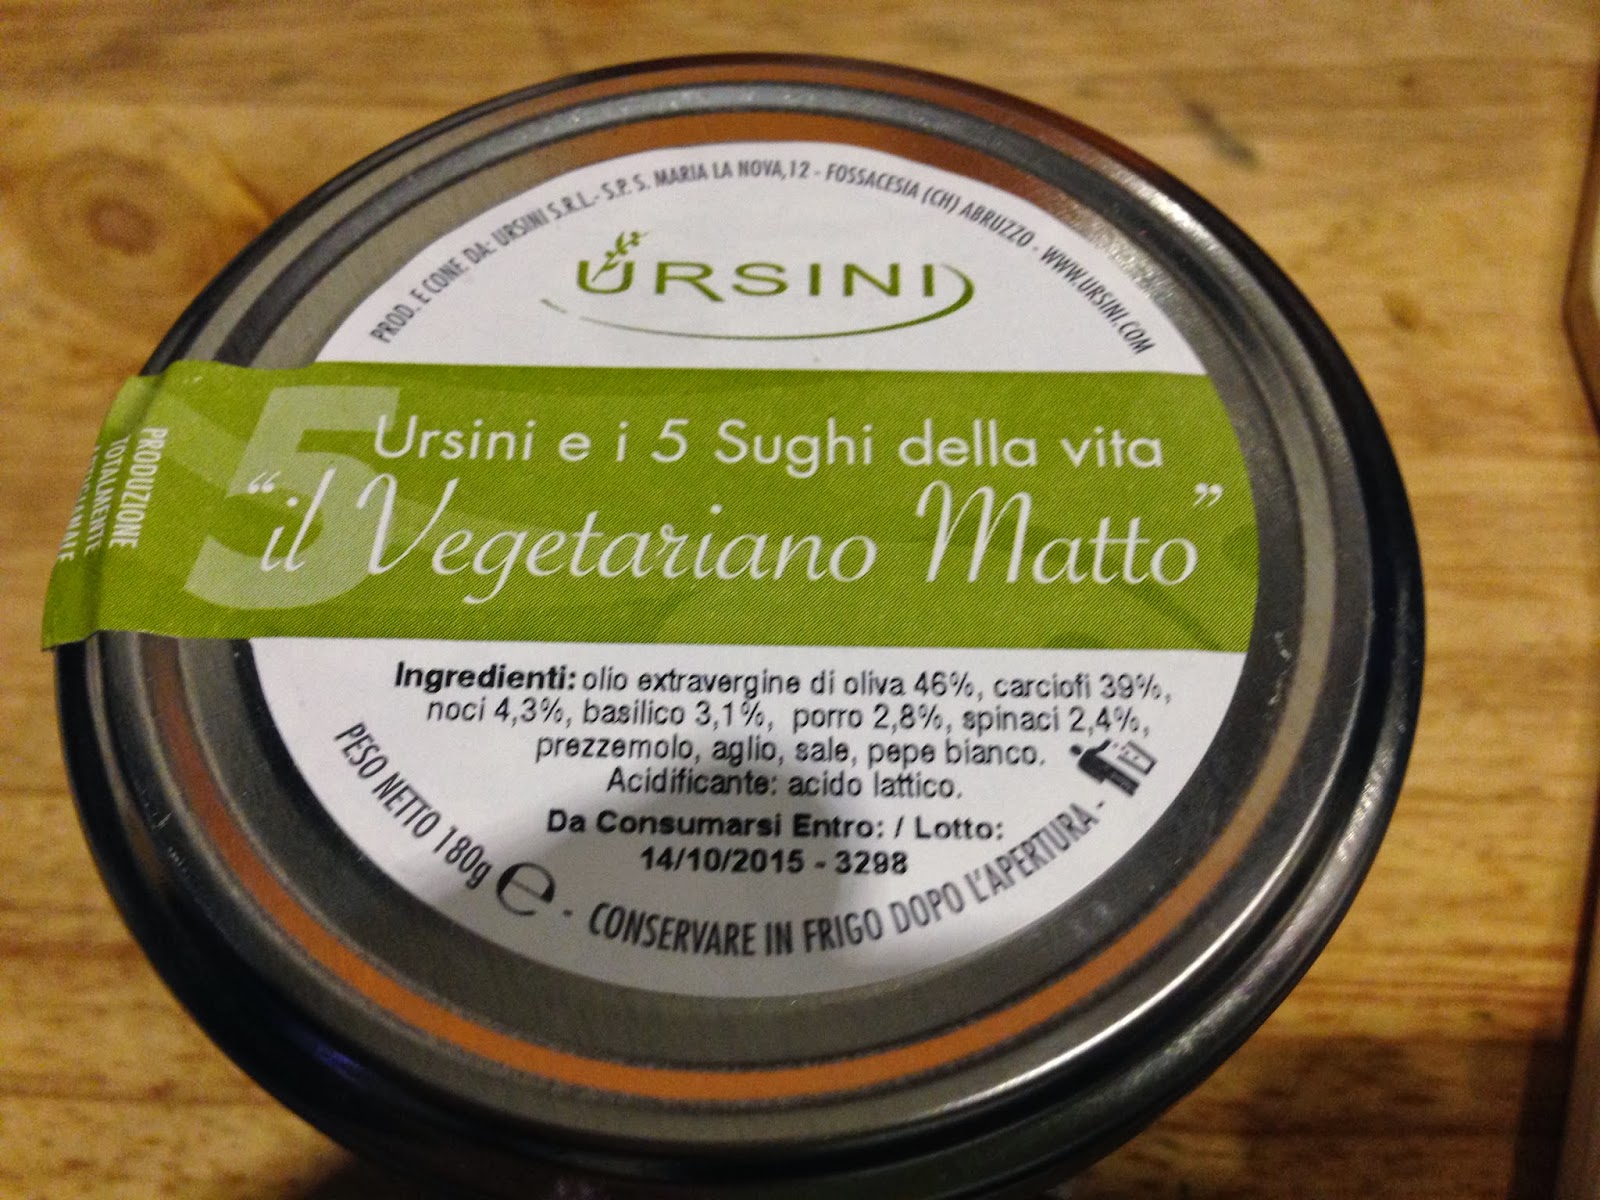 PROD. E CONF. DA: URSINI S.R.L.- S.P. S. MARIA LA NOVA,12 - FOSSACESIA (CH) ABRUZZO - WWW.URSINI.COM
URSINI
5
Ursini e i 5 Sughi della vita
“il Vegetariano Matto”
PRODUZIONE
TOTALMENTE
Ingredienti: olio extravergine di oliva 46%, carciofi 39%,
noci 4,3%, basilico 3,1%, porro 2,8%, spinaci 2,4%,
prezzemolo, aglio, sale, pepe bianco.
Acidificante: acido lattico.
Da Consumarsi Entro: / Lotto:
14/10/2015 - 3298
PESO NETTO 180g ℮ - CONSERVARE IN FRIGO DOPO L'APERTURA -